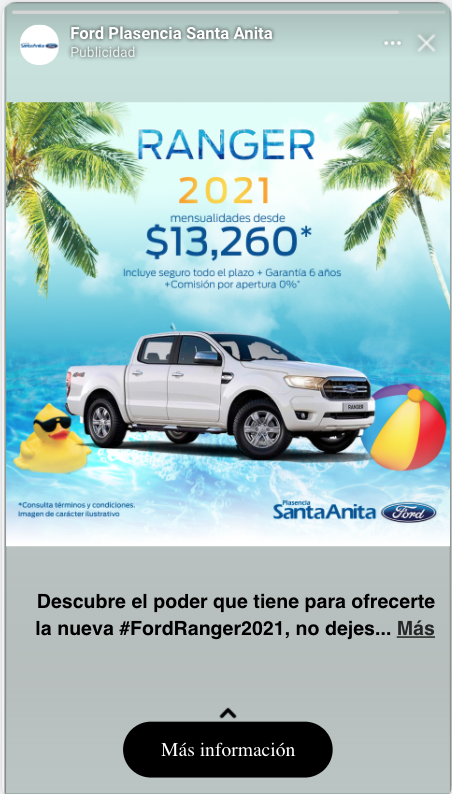 Ford Plasencia Santa Anita
Publicidad
RANGER
2021
mensualidades desde
$13,260*
Incluye seguro todo el plazo + Garantía 6 años
+Comisión por apertura 0%*
4x4
RANGER
*Consulta términos y condiciones.
Imagen de carácter ilustrativo
Plasencia
SantaAnita Ford
Descubre el poder que tiene para ofrecerte
la nueva #FordRanger2021, no dejes... Más
Más información